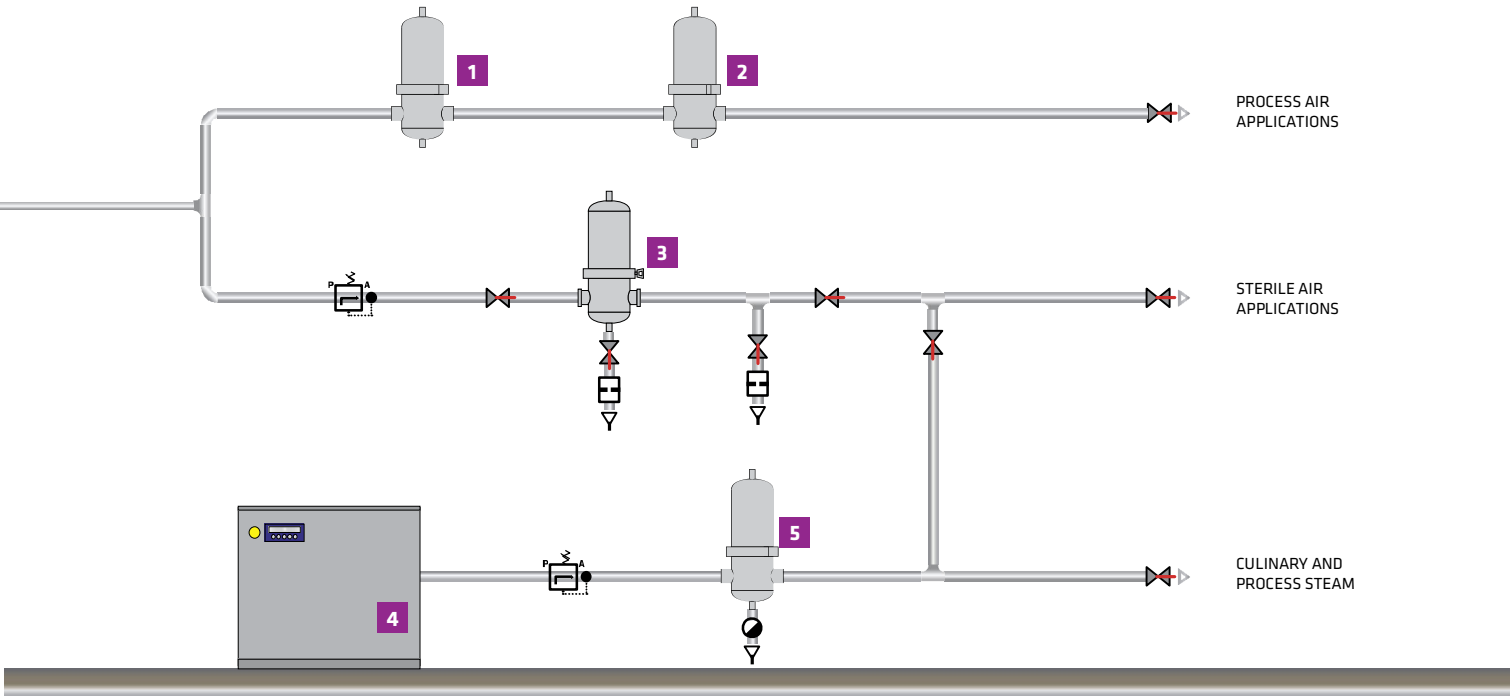 1
2
PROCESS AIR
APPLICATIONS
3
P A
STERILE AIR
APPLICATIONS
5
P A
CULINARY AND
PROCESS STEAM
4